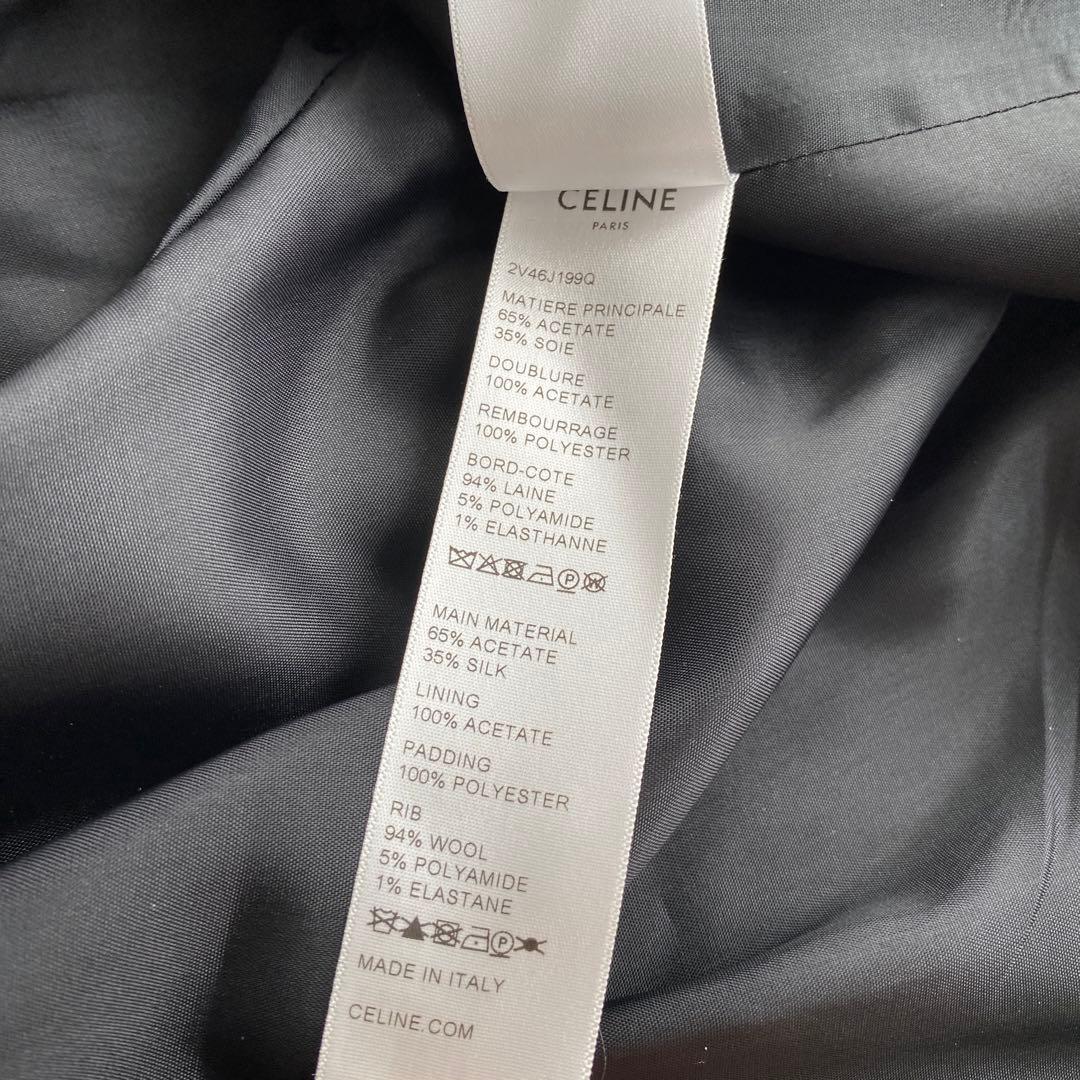 CELINE
PARIS
2V46J199Q
MATIERE PRINCIPALE
65% ACETATE
35% SOIE
DOUBLURE
100% ACETATE
REMBOURRAGE
100% POLYESTER
BORD-COTE
94% LAINE
5% POLYAMIDE
1% ELASTHANNE
P W
MAIN MATERIAL
65% ACETATE
35% SILK
LINING
100% ACETATE
PADDING
100% POLYESTER
RIB
94% WOOL
5% POLYAMIDE
1% ELASTANE
P
MADE IN ITALY
CELINE.COM